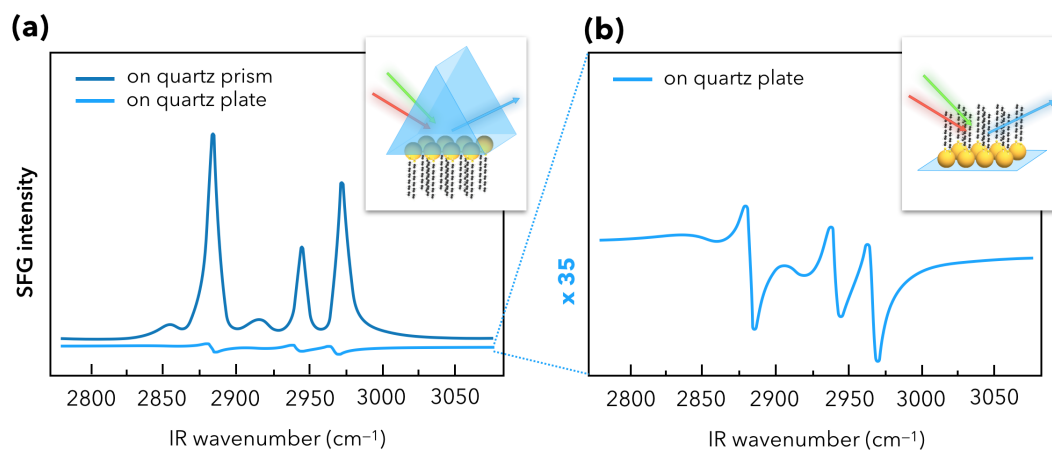 (a)
on quartz prism
on quartz plate
SFG intensity
2800 2850 2900 2950 3000 3050
IR wavenumber (cm⁻¹)
(b)
on quartz plate
x 35
2800 2850 2900 2950 3000 3050
IR wavenumber (cm⁻¹)